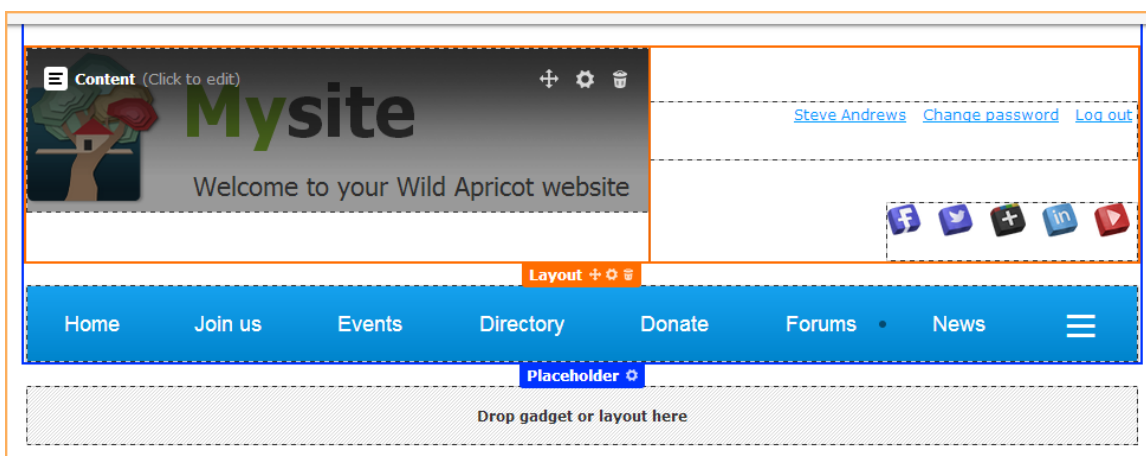 Content (Click to edit)
Mysite
Welcome to your Wild Apricot website
Steve Andrews Change password Log out
Layout
Home Join us Events Directory Donate Forums News
Placeholder
Drop gadget or layout here